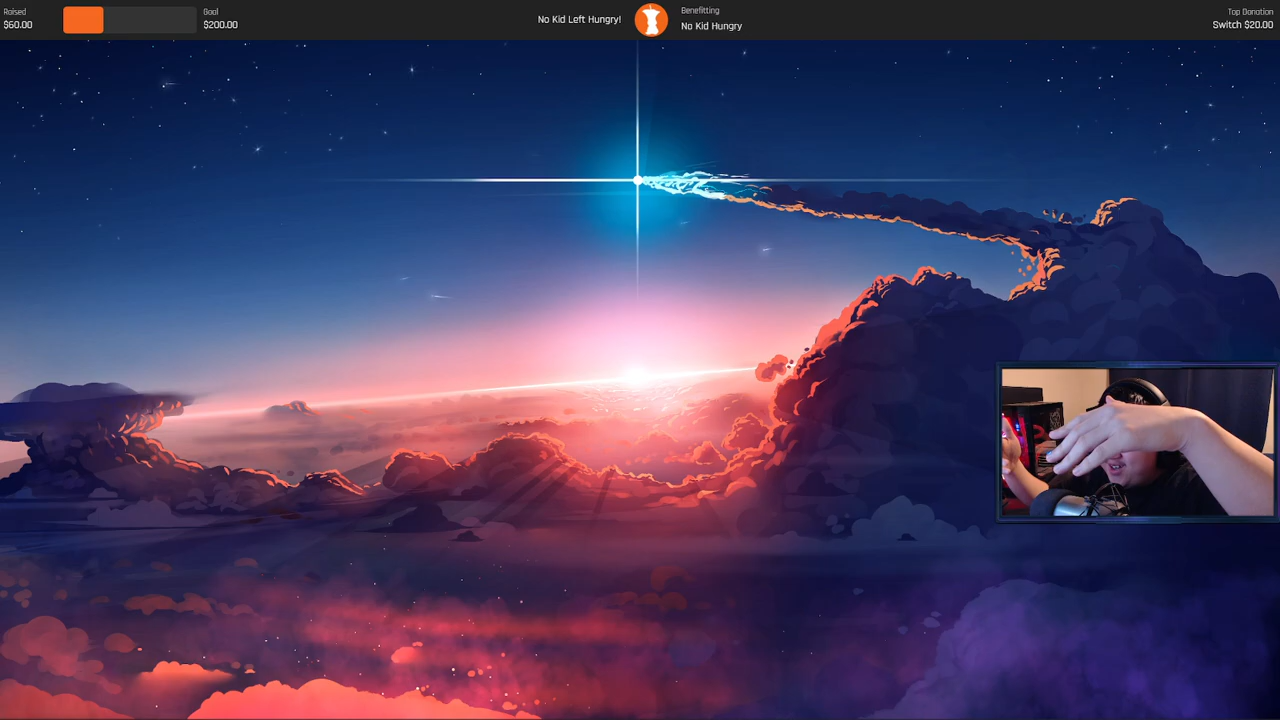 Raised
$60.00
Goal
$200.00
No Kid Left Hungry!
Benefitting
No Kid Hungry
Top Donation
Switch $20.00